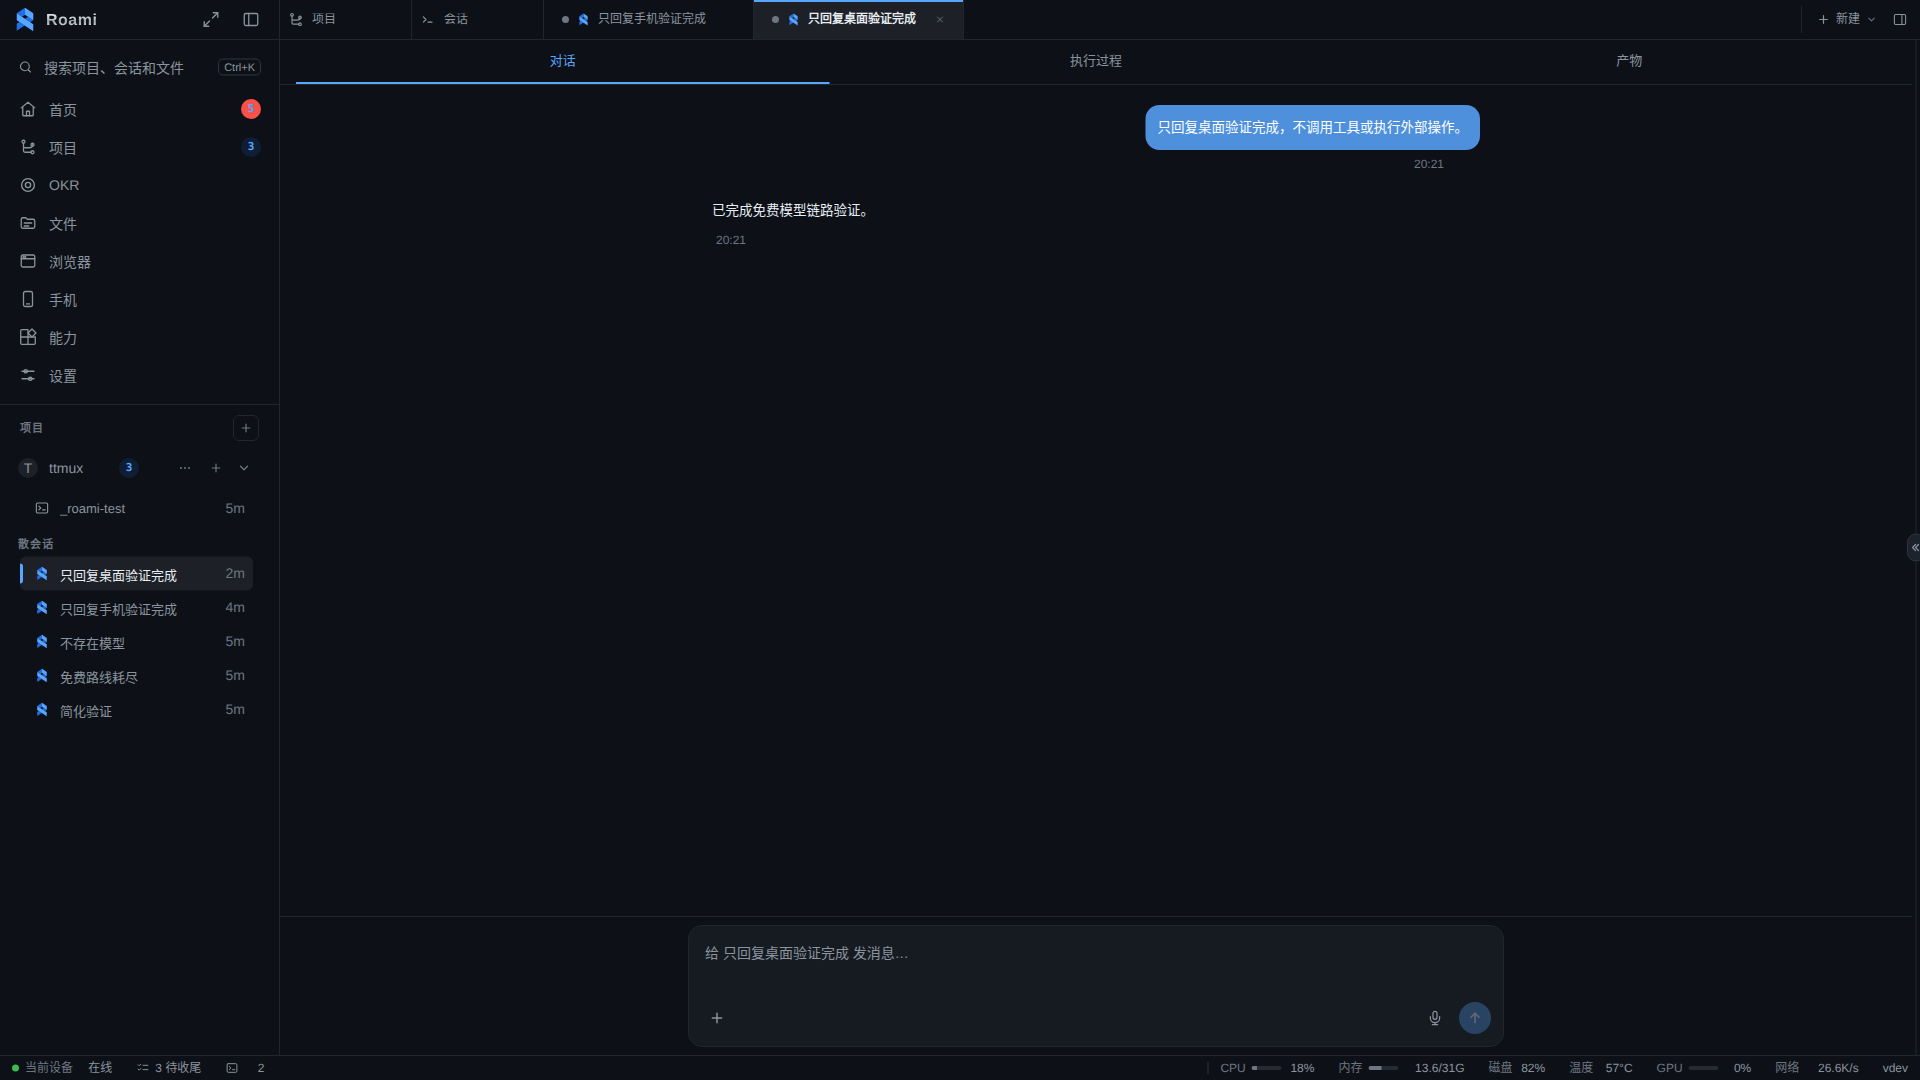 Roami
项目
会话
只回复手机验证完成
只回复桌面验证完成
新建
搜索项目、会话和文件
Ctrl+K
首页
5
项目
3
OKR
文件
浏览器
手机
能力
设置
项目
T
ttmux
3
_roami-test
5m
散会话
只回复桌面验证完成
2m
只回复手机验证完成
4m
不存在模型
5m
免费路线耗尽
5m
简化验证
5m
对话
执行过程
产物
只回复桌面验证完成，不调用工具或执行外部操作。
20:21
已完成免费模型链路验证。
20:21
给 只回复桌面验证完成 发消息…
当前设备
在线
3 待收尾
2
CPU
18%
内存
13.6/31G
磁盘
82%
温度
57°C
GPU
0%
网络
26.6K/s
vdev